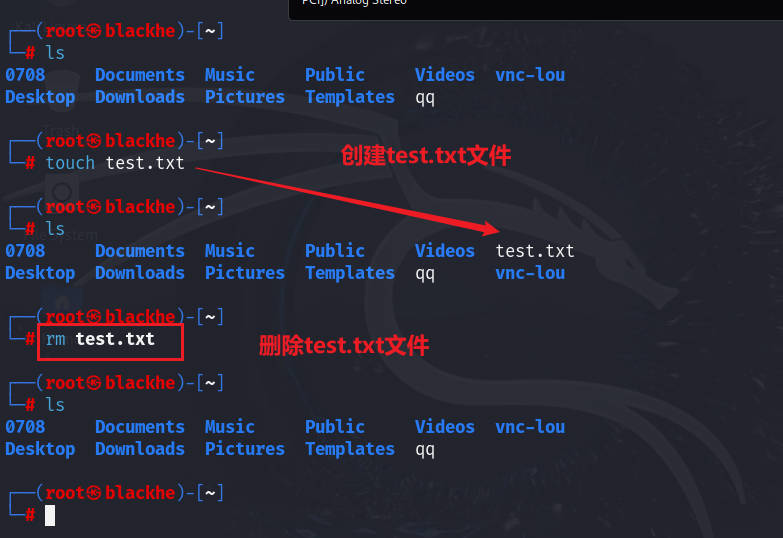 PCI)) Analog Stereo
┌──(root㉿blackhe)-[~]
└─# ls
0708 Documents Music Public Videos vnc-lou
Desktop Downloads Pictures Templates qq
┌──(root㉿blackhe)-[~]
└─# touch test.txt
创建test.txt文件
┌──(root㉿blackhe)-[~]
└─# ls
0708 Documents Music Public Videos test.txt
Desktop Downloads Pictures Templates qq vnc-lou
┌──(root㉿blackhe)-[~]
└─# rm test.txt
删除test.txt文件
┌──(root㉿blackhe)-[~]
└─# ls
0708 Documents Music Public Videos vnc-lou
Desktop Downloads Pictures Templates qq
┌──(root㉿blackhe)-[~]
└─#